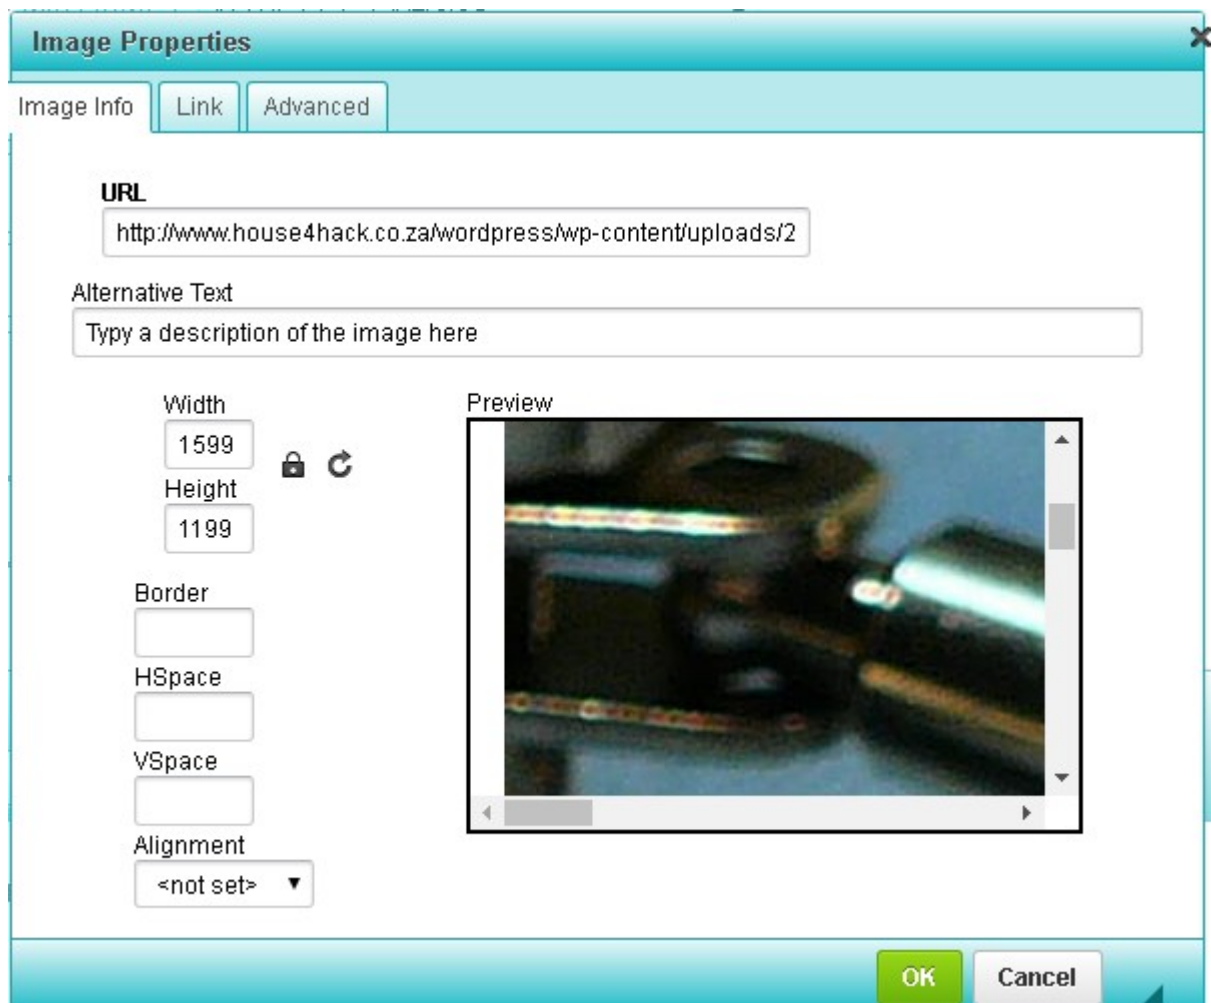 Image Properties
Image Info
Link
Advanced
URL
http://www.house4hack.co.za/wordpress/wp-content/uploads/2
Alternative Text
Typy a description of the image here
Width
1599
Height
1199
Border
HSpace
VSpace
Alignment
<not set>
Preview
OK
Cancel